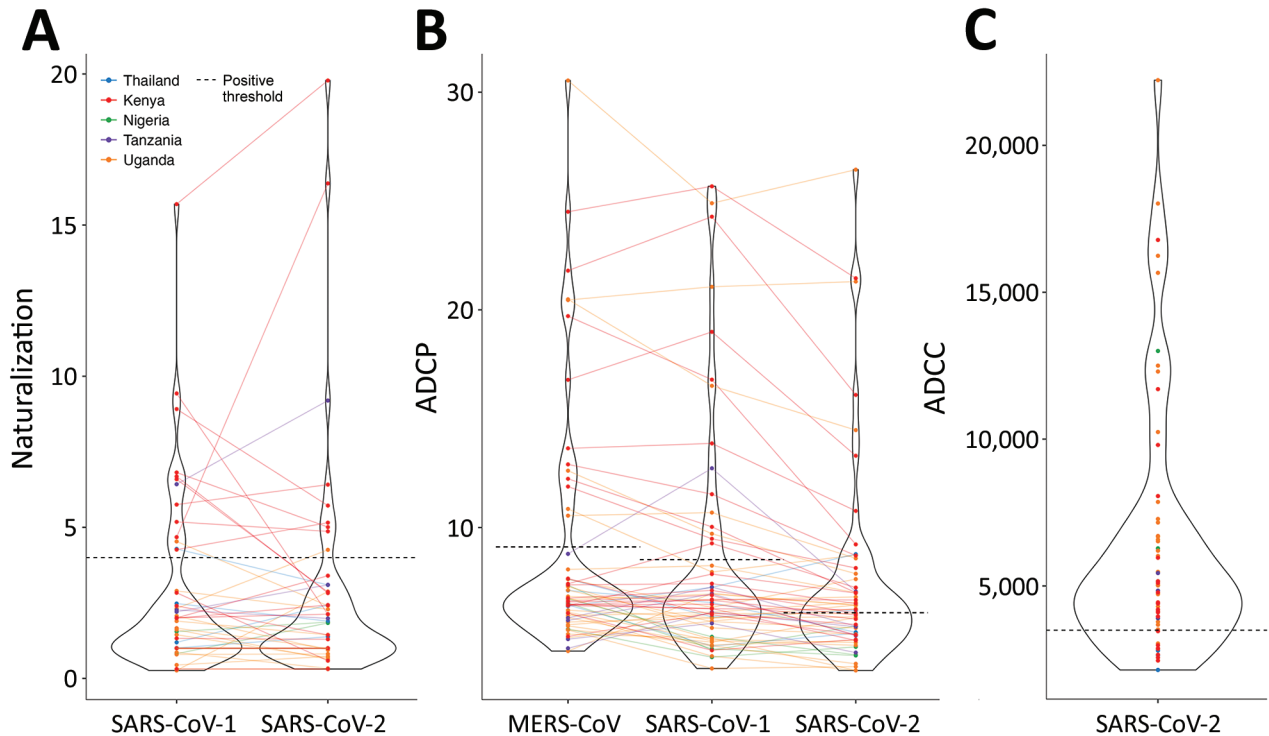 A
Naturalization
20
15
10
5
0
Thailand
Kenya
Nigeria
Tanzania
Uganda
Positive
threshold
SARS-CoV-1
SARS-CoV-2
B
ADCP
30
20
10
MERS-CoV
SARS-CoV-1
SARS-CoV-2
C
ADCC
20,000
15,000
10,000
5,000
SARS-CoV-2